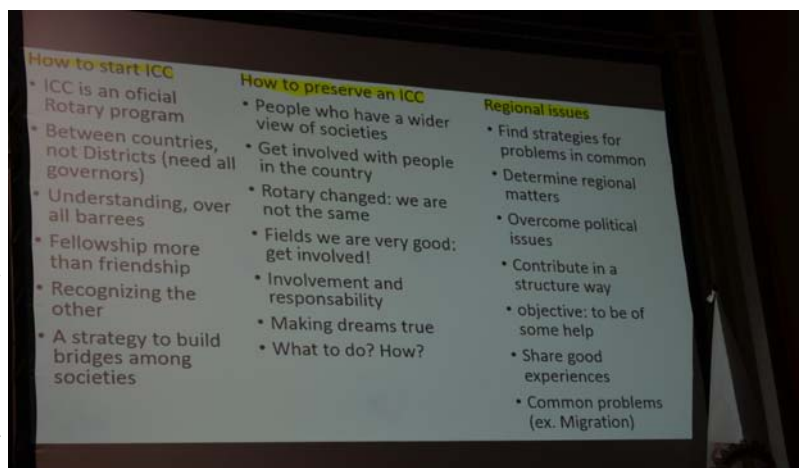 How to start ICC
• ICC is an oficial
Rotary program
• Between countries,
not Districts (need all
governors)
• Understanding, over
all barrees
• Fellowship more
than friendship
• Recognizing the
other
• A strategy to build
bridges among
societies
How to preserve an ICC
• People who have a wider
view of societies
• Get involved with people
in the country
• Rotary changed: we are
not the same
• Fields we are very good:
get involved!
• Involvement and
responsability
• Making dreams true
• What to do? How?
Regional issues
• Find strategies for
problems in common
• Determine regional
matters
• Overcome political
issues
• Contribute in a
structure way
• objective: to be of
some help
• Share good
experiences
• Common problems
(ex. Migration)